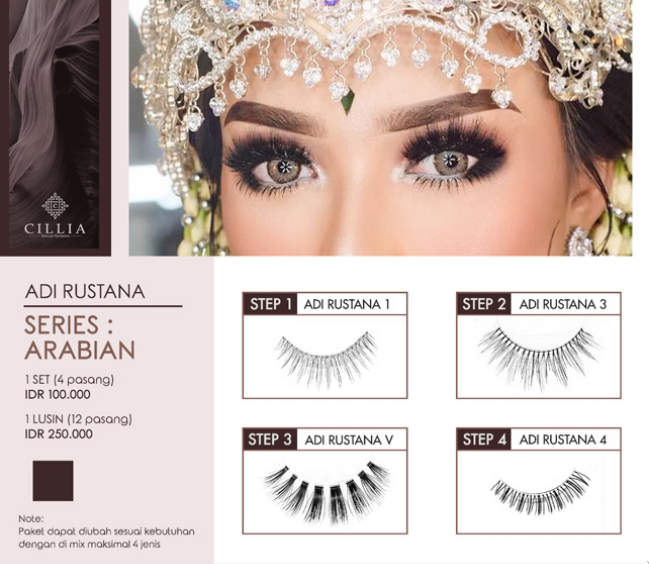 CILLIA
ADI RUSTANA
SERIES :
ARABIAN
1 SET (4 pasang)
IDR 100.000
1 LUSIN (12 pasang)
IDR 250.000
Note:
Paket dapat diubah sesuai kebutuhan
dengan di mix maksimal 4 jenis
STEP 1 ADI RUSTANA 1
STEP 2 ADI RUSTANA 3
STEP 3 ADI RUSTANA V
STEP 4 ADI RUSTANA 4